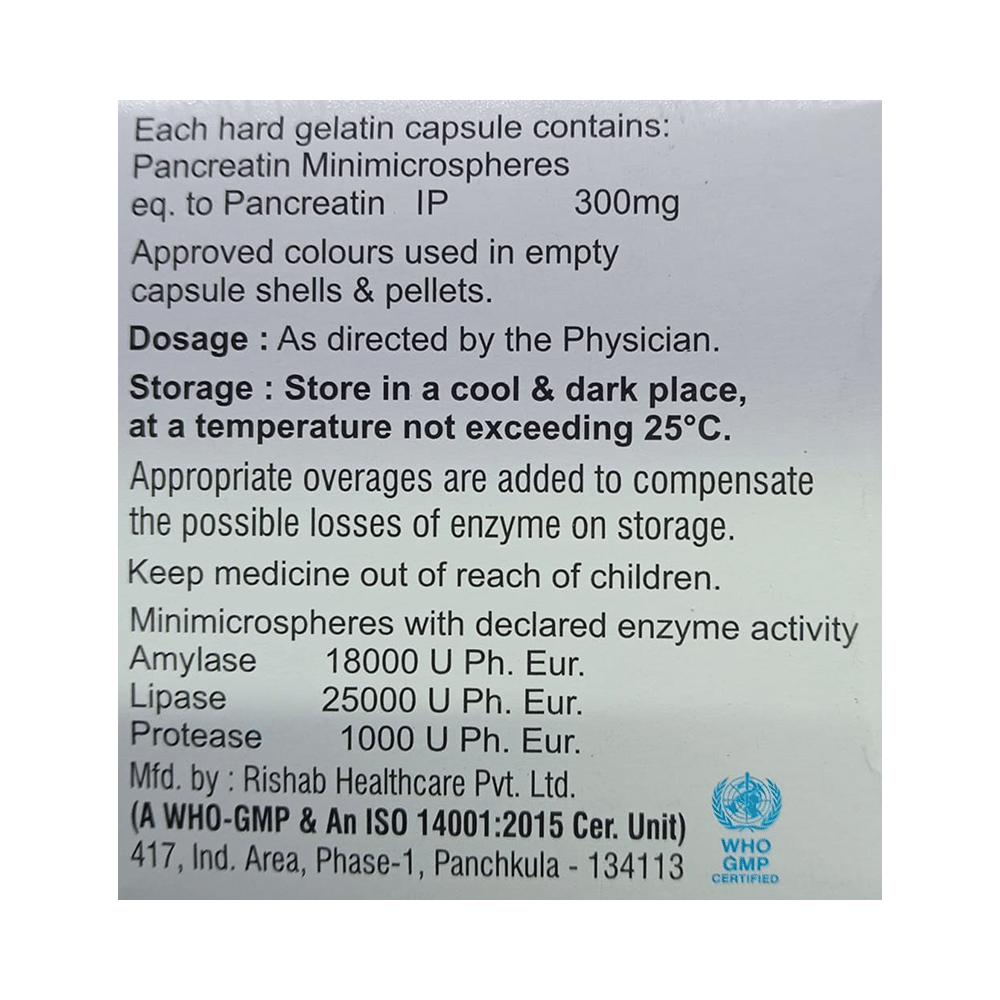 Each hard gelatin capsule contains:
Pancreatin Minimicrospheres
eq. to Pancreatin IP 300mg
Approved colours used in empty
capsule shells & pellets.
Dosage : As directed by the Physician.
Storage : Store in a cool & dark place,
at a temperature not exceeding 25°C.
Appropriate overages are added to compensate
the possible losses of enzyme on storage.
Keep medicine out of reach of children.
Minimicrospheres with declared enzyme activity
Amylase 18000 U Ph. Eur.
Lipase 25000 U Ph. Eur.
Protease 1000 U Ph. Eur.
Mfd. by : Rishab Healthcare Pvt. Ltd.
(A WHO-GMP & An ISO 14001:2015 Cer. Unit)
417, Ind. Area, Phase-1, Panchkula - 134113
WHO
GMP
CERTIFIED